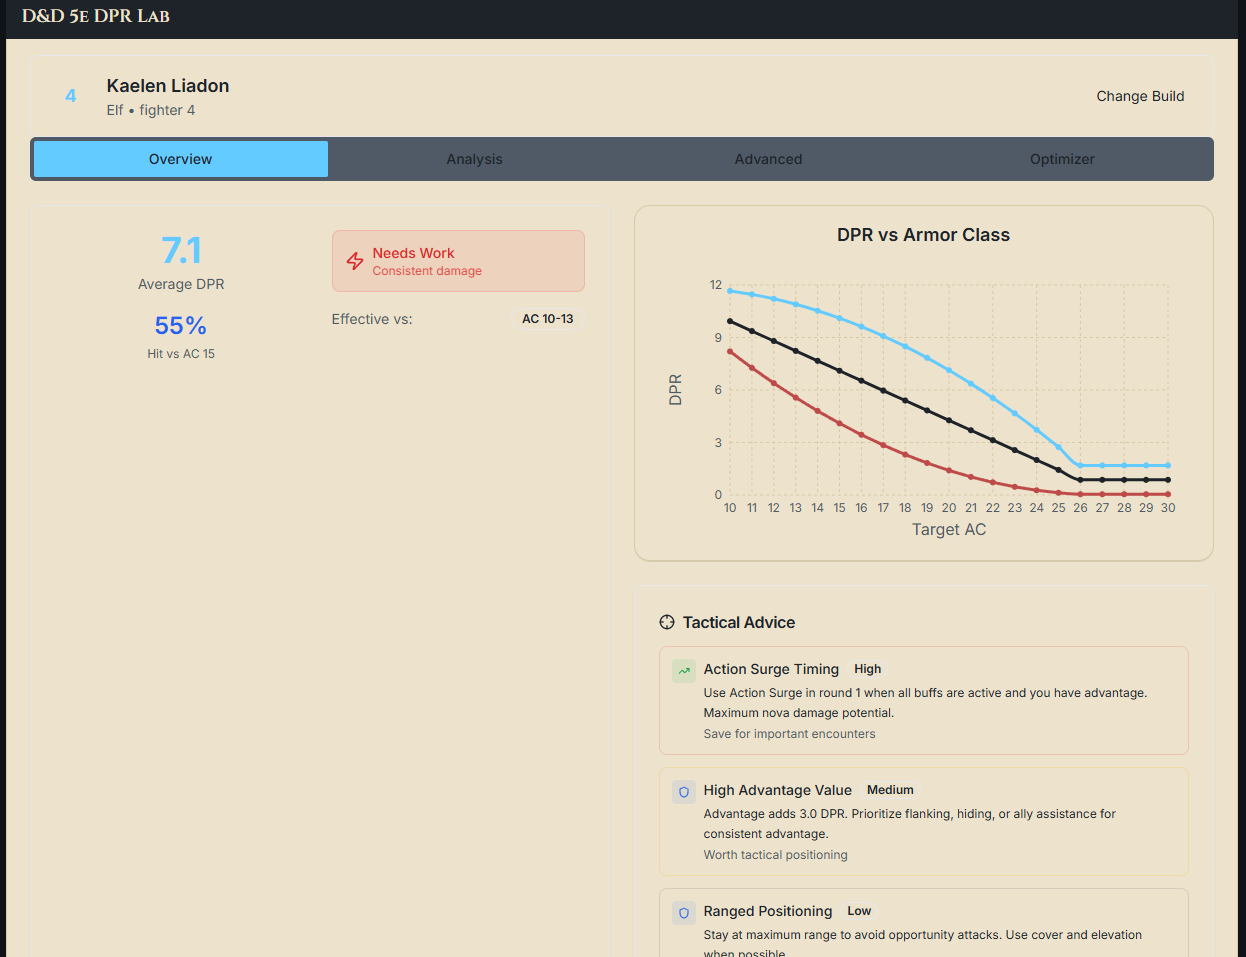 D&D 5E DPR LAB
4
Kaelen Liadon
Elf • fighter 4
Change Build
Overview
Analysis
Advanced
Optimizer
7.1
Average DPR
55%
Hit vs AC 15
Needs Work
Consistent damage
Effective vs:
AC 10-13
DPR vs Armor Class
12
9
6
3
0
DPR
10 11 12 13 14 15 16 17 18 19 20 21 22 23 24 25 26 27 28 29 30
Target AC
Tactical Advice
Action Surge Timing High
Use Action Surge in round 1 when all buffs are active and you have advantage.
Maximum nova damage potential.
Save for important encounters
High Advantage Value Medium
Advantage adds 3.0 DPR. Prioritize flanking, hiding, or ally assistance for
consistent advantage.
Worth tactical positioning
Ranged Positioning Low
Stay at maximum range to avoid opportunity attacks. Use cover and elevation
when possible.